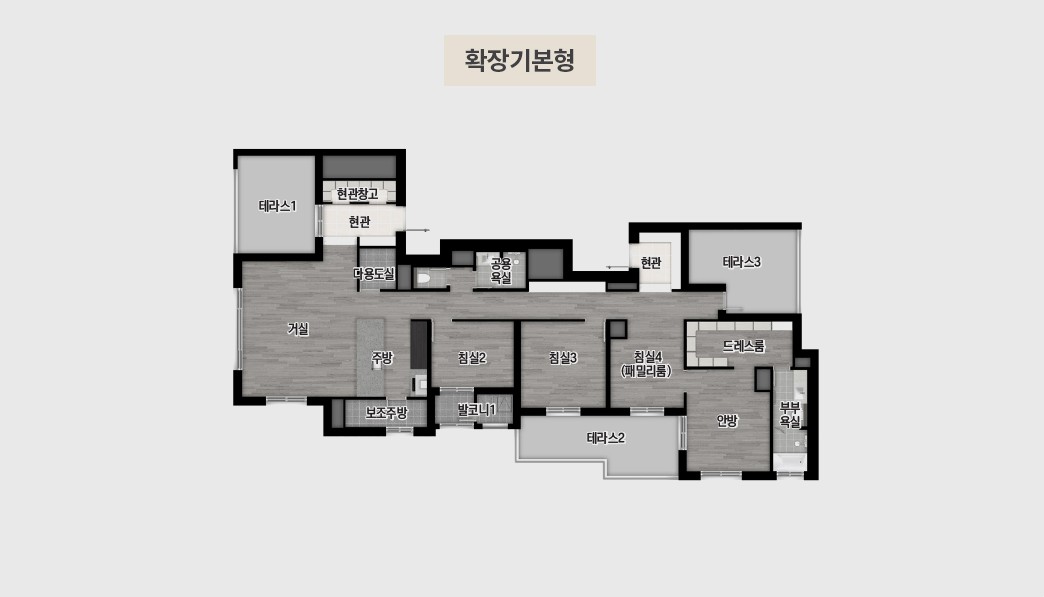 확장기본형
테라스1
현관창고
현관
다용도실
공용
욕실
현관
테라스3
거실
주방
침실2
침실3
침실4
(패밀리룸)
드레스룸
보조주방
발코니1
테라스2
안방
부부
욕실